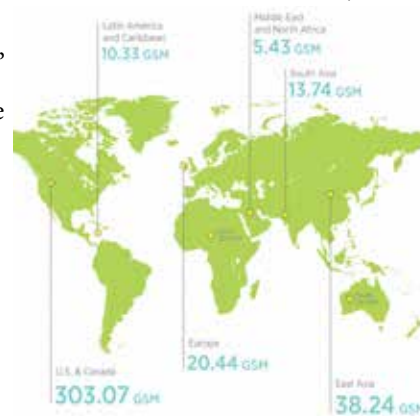 Latin America
and Caribbean
10.33 GSM
Middle East
and North Africa
5.43 GSM
South Asia
13.74 GSM
Europe
20.44 GSM
U.S. & Canada
303.07 GSM
East Asia
38.24 GSM